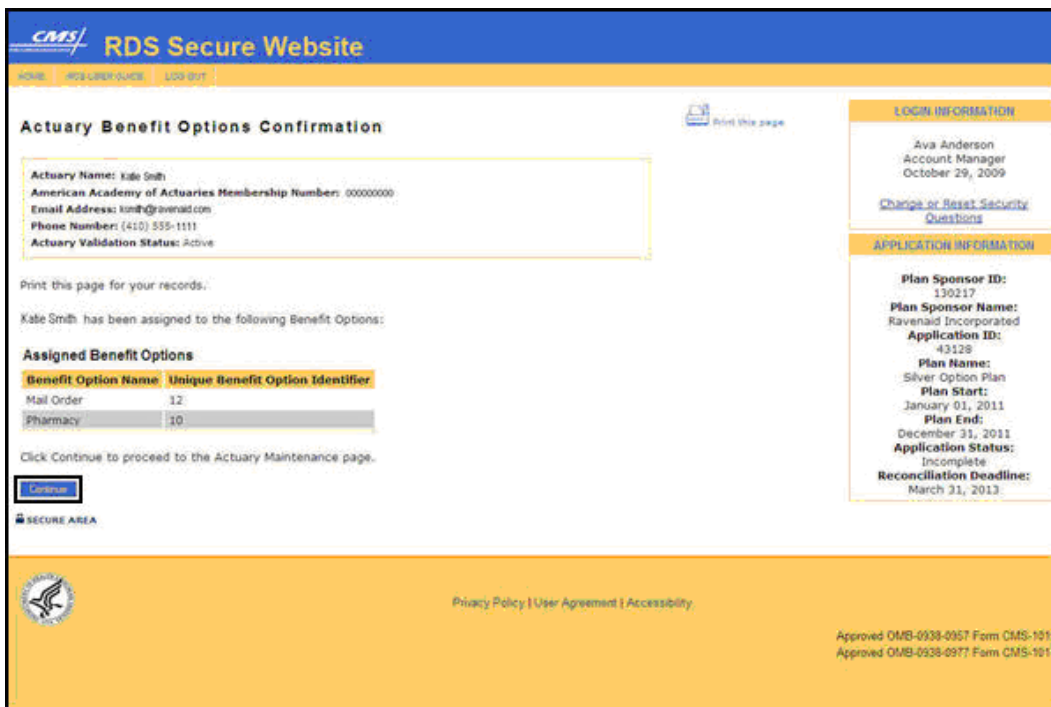 CMS/
RDS Secure Website
HOME RDS USER GUIDE LOG OUT
Actuary Benefit Options Confirmation
Print this page
Actuary Name: Kate Smith
American Academy of Actuaries Membership Number: 000000000
Email Address: ksmith@ravenaid.com
Phone Number: (410) 555-1111
Actuary Validation Status: Active
Print this page for your records.
Kate Smith has been assigned to the following Benefit Options:
Assigned Benefit Options
Benefit Option Name Unique Benefit Option Identifier
Mail Order 12
Pharmacy 10
Click Continue to proceed to the Actuary Maintenance page.
Continue
SECURE AREA
LOGIN INFORMATION
Ava Anderson
Account Manager
October 29, 2009
Change or Reset Security
Questions
APPLICATION INFORMATION
Plan Sponsor ID:
130217
Plan Sponsor Name:
Ravenaid Incorporated
Application ID:
43128
Plan Name:
Silver Option Plan
Plan Start:
January 01, 2011
Plan End:
December 31, 2011
Application Status:
Incomplete
Reconciliation Deadline:
March 31, 2013
Privacy Policy | User Agreement | Accessibility
Approved OMB-0938-0957 Form CMS-101
Approved OMB-0938-0977 Form CMS-101